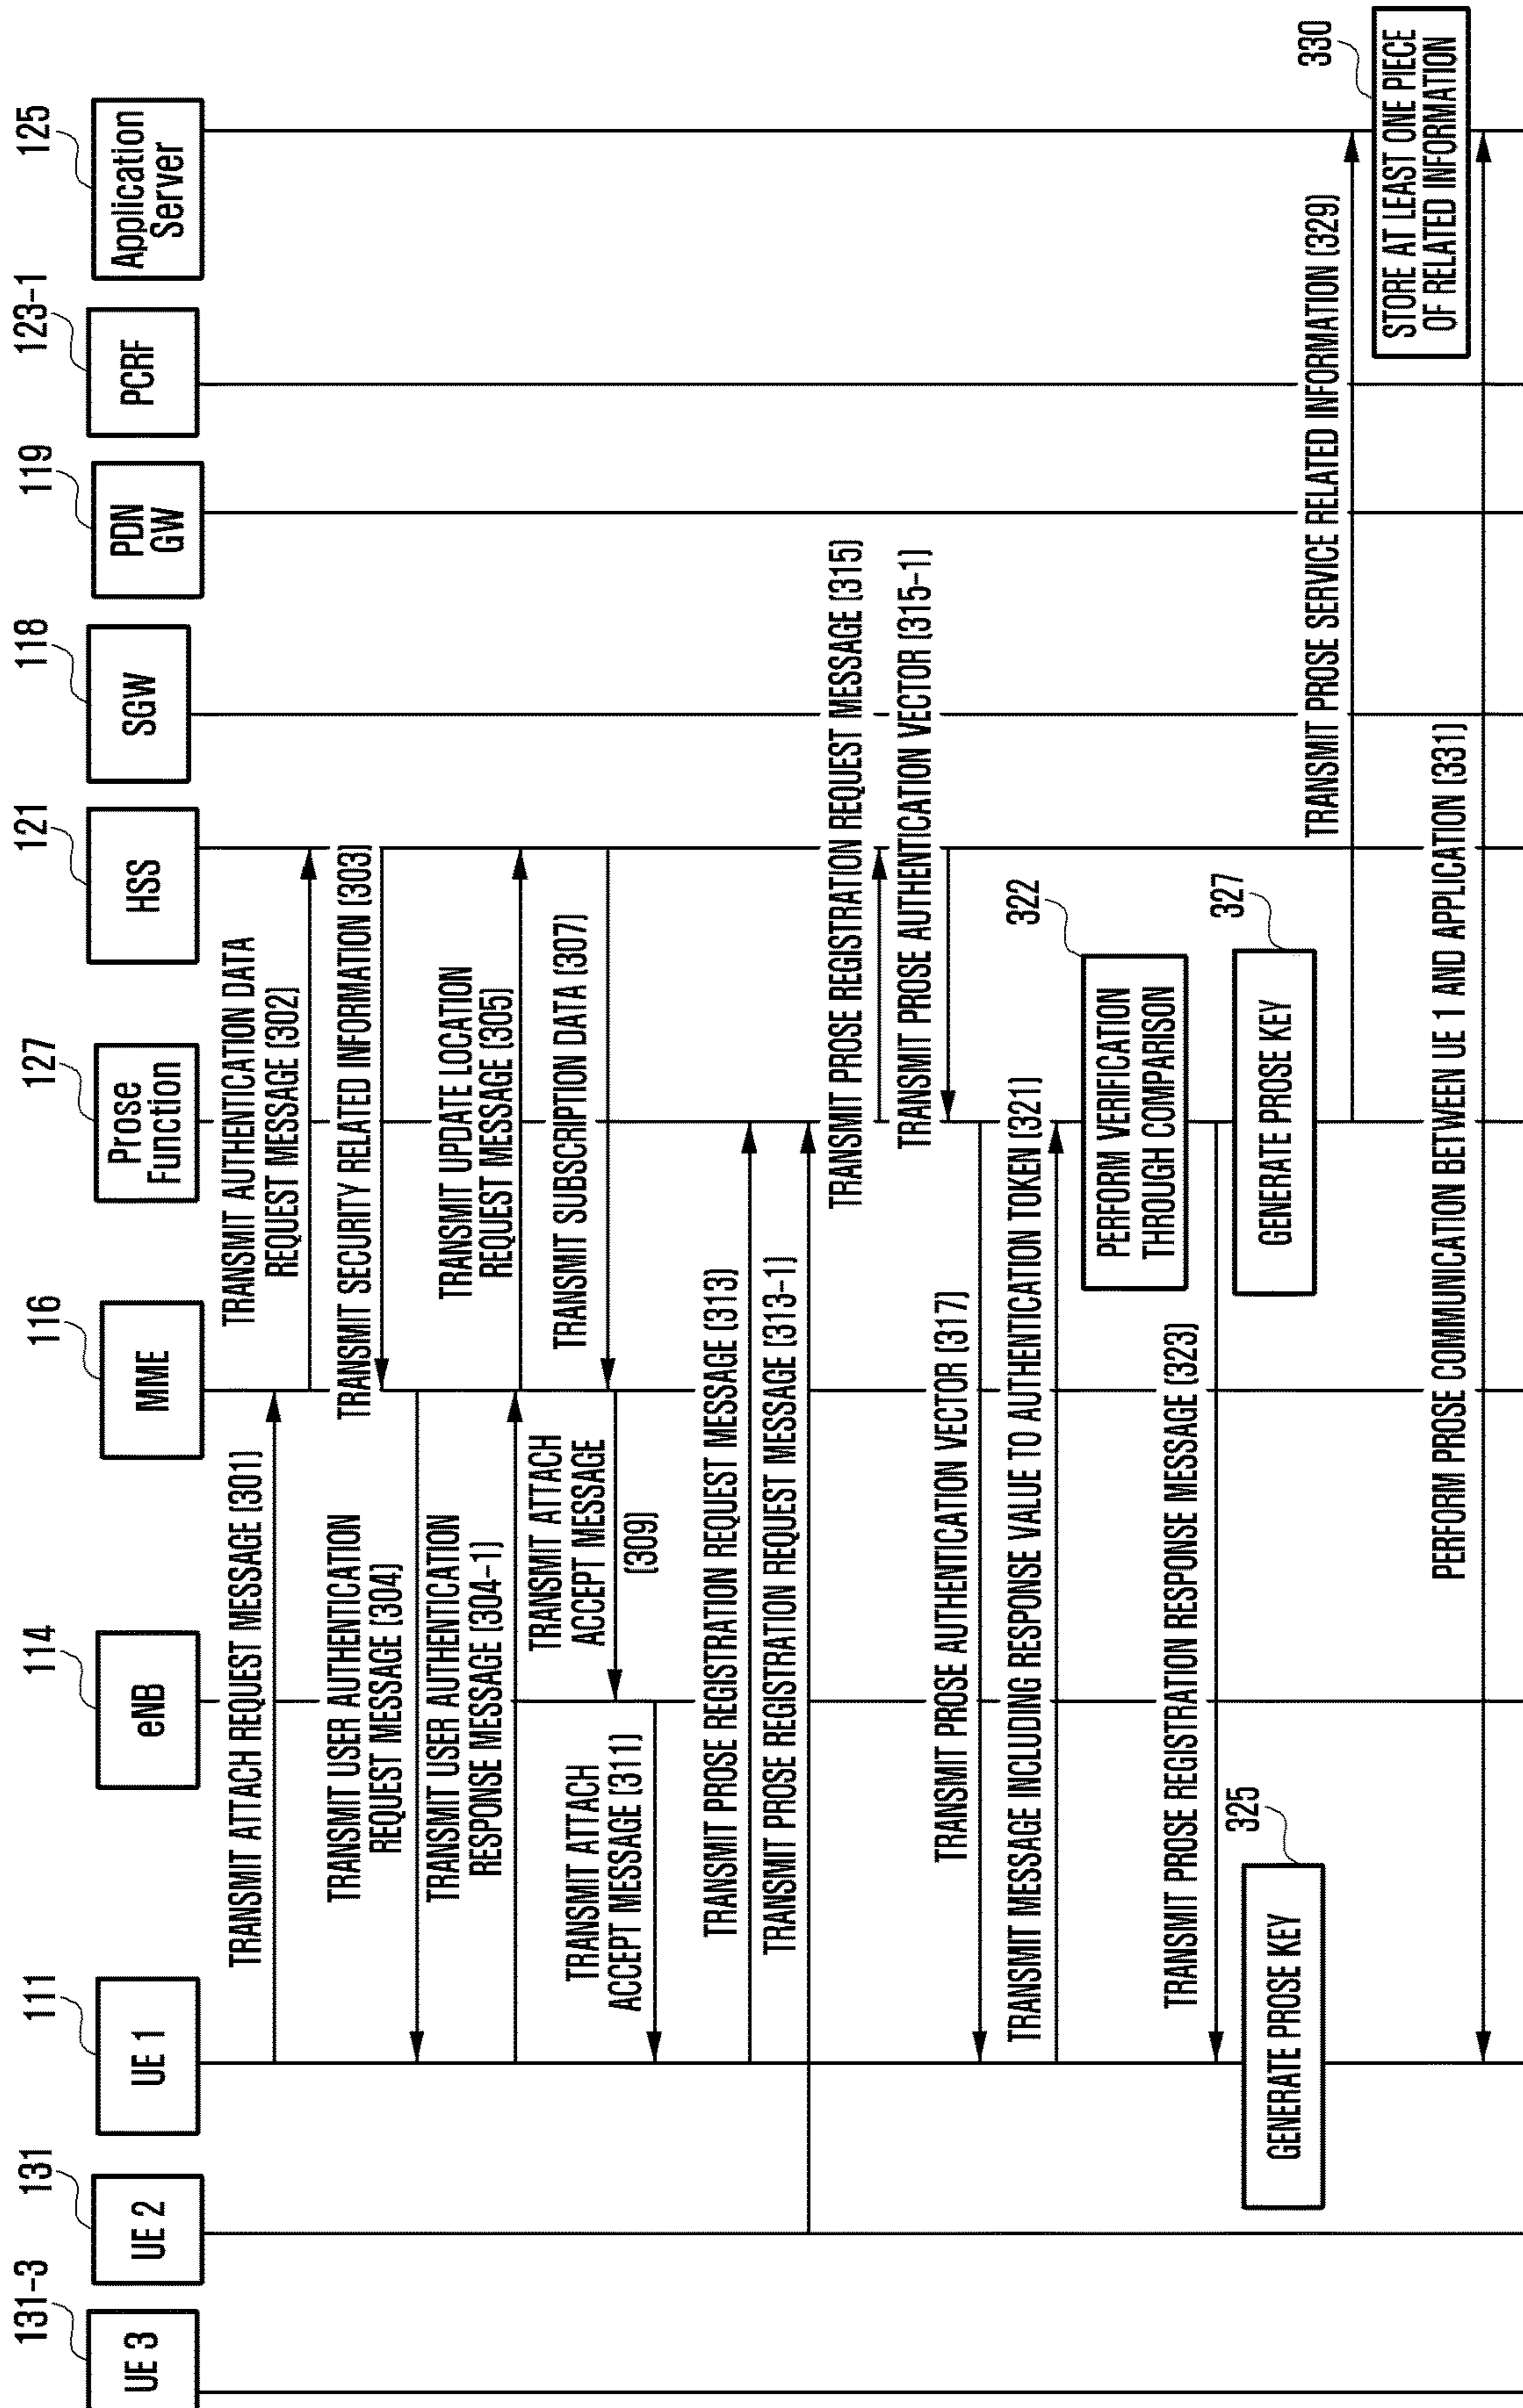 131-3
131
111
114
116
127
121
118
119
123-1
125
UE 3
UE 2
UE 1
eNB
MME
Prose
Function
HSS
SGW
PDN
GW
PCRF
Application
Server
TRANSMIT ATTACH REQUEST MESSAGE (301)
TRANSMIT AUTHENTICATION DATA
REQUEST MESSAGE (302)
TRANSMIT SECURITY RELATED INFORMATION (303)
TRANSMIT USER AUTHENTICATION
REQUEST MESSAGE (304)
TRANSMIT USER AUTHENTICATION
RESPONSE MESSAGE (304-1)
TRANSMIT UPDATE LOCATION
REQUEST MESSAGE (305)
TRANSMIT SUBSCRIPTION DATA (307)
TRANSMIT ATTACH
ACCEPT MESSAGE
(309)
TRANSMIT ATTACH
ACCEPT MESSAGE (311)
TRANSMIT PROSE REGISTRATION REQUEST MESSAGE (313)
TRANSMIT PROSE REGISTRATION REQUEST MESSAGE (313-1)
TRANSMIT PROSE REGISTRATION REQUEST MESSAGE (315)
TRANSMIT PROSE AUTHENTICATION VECTOR (315-1)
TRANSMIT PROSE AUTHENTICATION VECTOR (317)
TRANSMIT MESSAGE INCLUDING RESPONSE VALUE TO AUTHENTICATION TOKEN (321)
322
PERFORM VERIFICATION
THROUGH COMPARISON
TRANSMIT PROSE REGISTRATION RESPONSE MESSAGE (323)
325
GENERATE PROSE KEY
327
GENERATE PROSE KEY
TRANSMIT PROSE SERVICE RELATED INFORMATION (329)
330
STORE AT LEAST ONE PIECE
OF RELATED INFORMATION
PERFORM PROSE COMMUNICATION BETWEEN UE 1 AND APPLICATION (331)